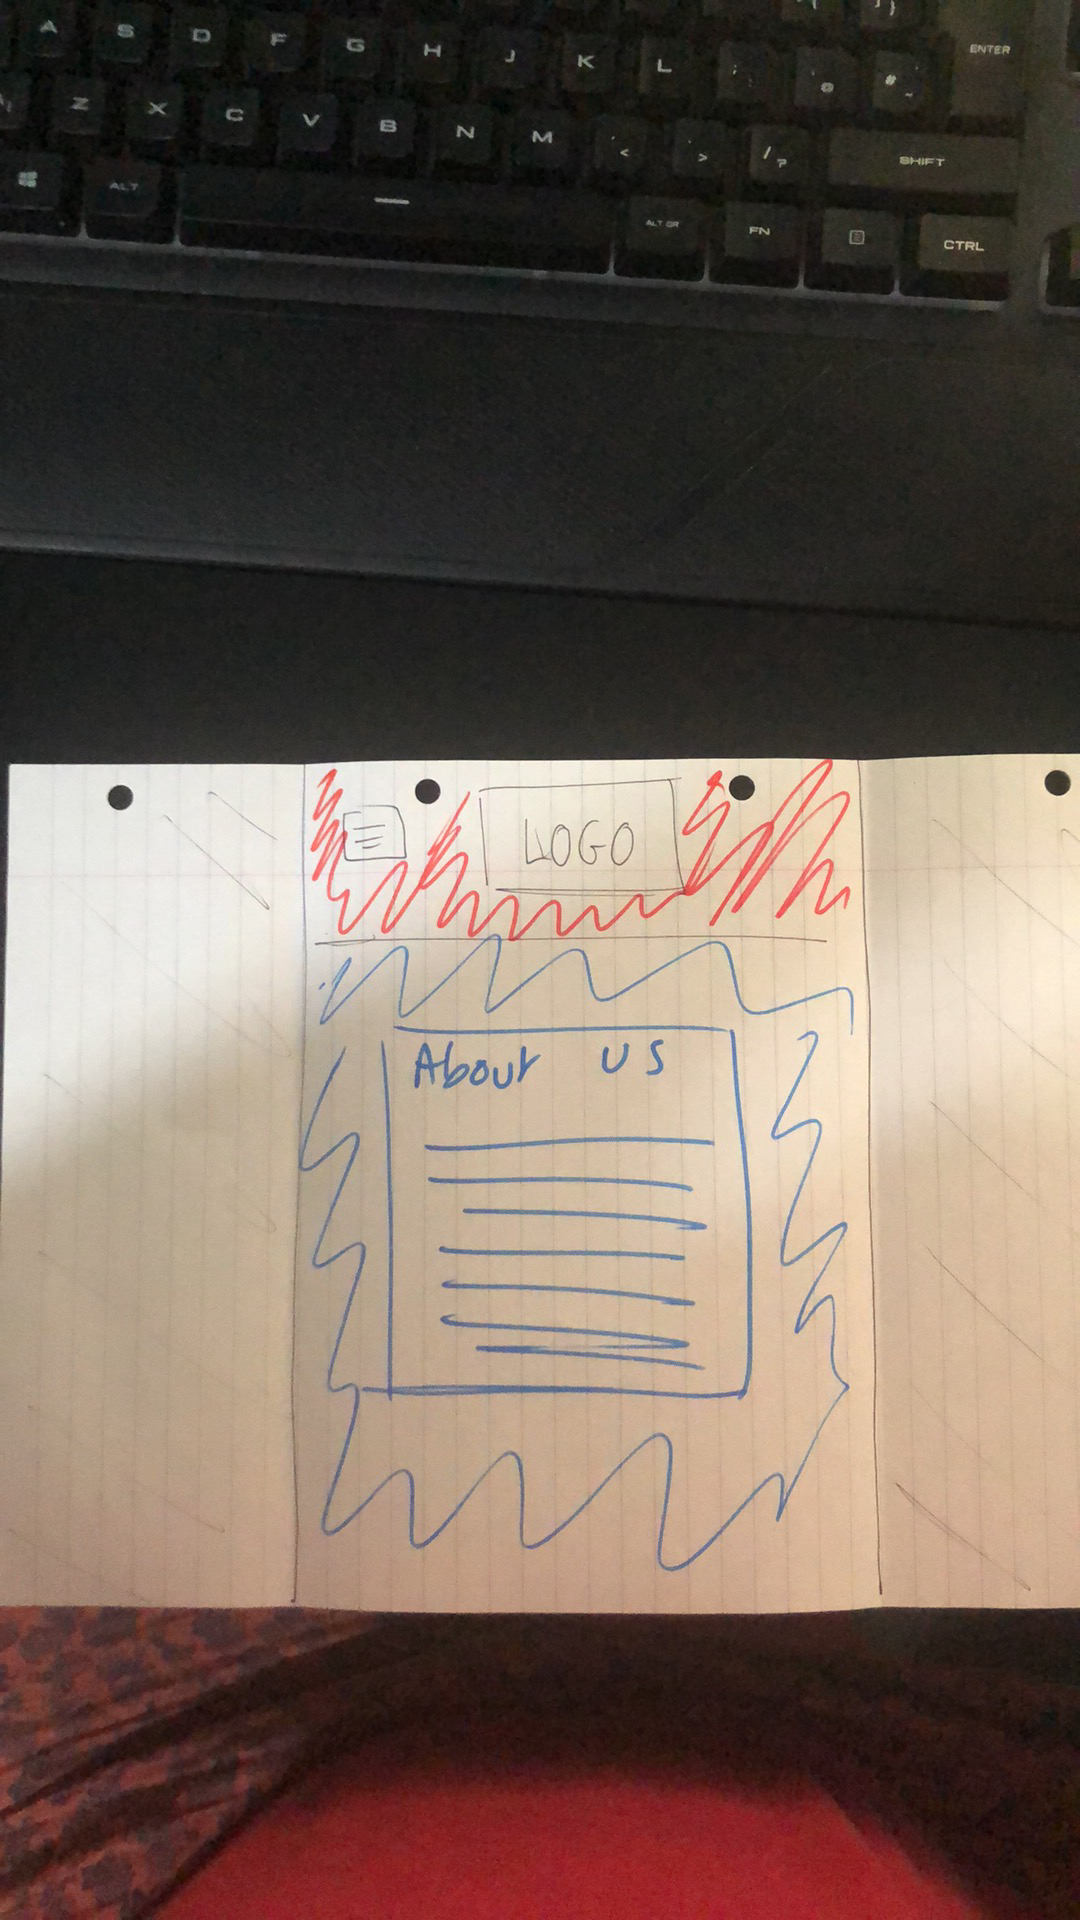 A S D F G H J K L ; @ # ~ ENTER
Z X C V B N M < > / ? SHIFT
ALT ALT GR FN CTRL
LOGO
About us